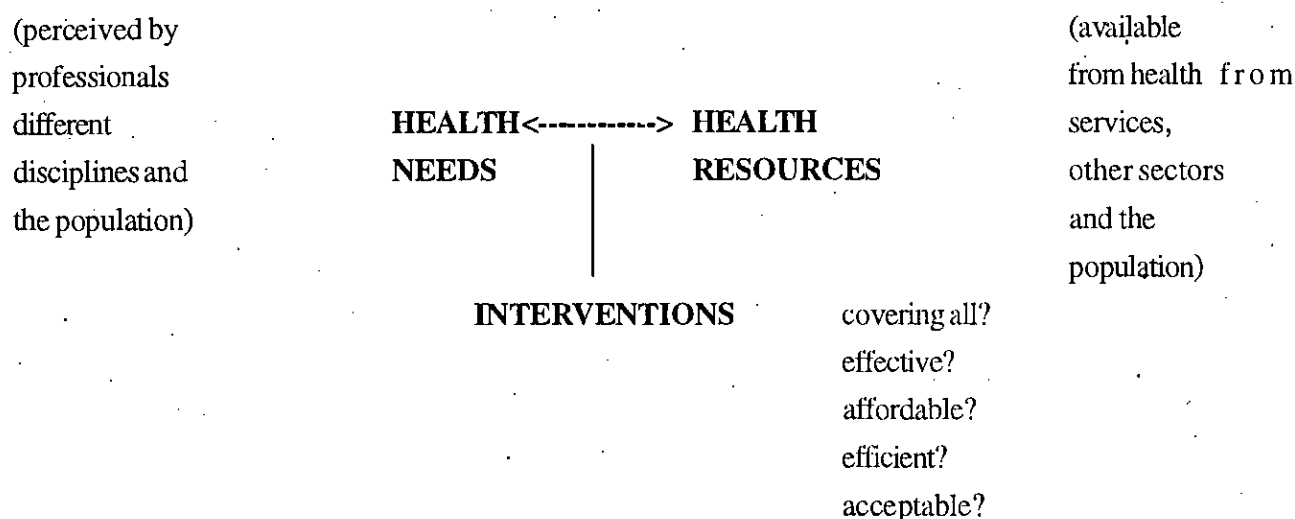 (perceived by
professionals
different
disciplines and
the population)
HEALTH<------------> HEALTH
NEEDS RESOURCES
(available
from health from
services,
other sectors
and the
population)
INTERVENTIONS
covering all?
effective?
affordable?
efficient?
acceptable?